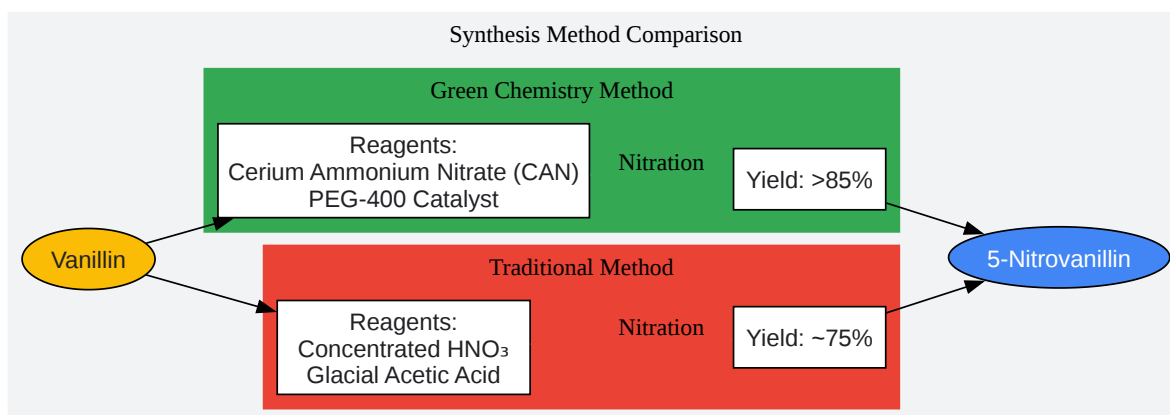 Synthesis Method Comparison
Green Chemistry Method
Reagents:
Cerium Ammonium Nitrate (CAN)
PEG-400 Catalyst
Nitration
Yield: >85%
Vanillin
5-Nitrovanillin
Traditional Method
Reagents:
Concentrated HNO₃
Glacial Acetic Acid
Nitration
Yield: ~75%